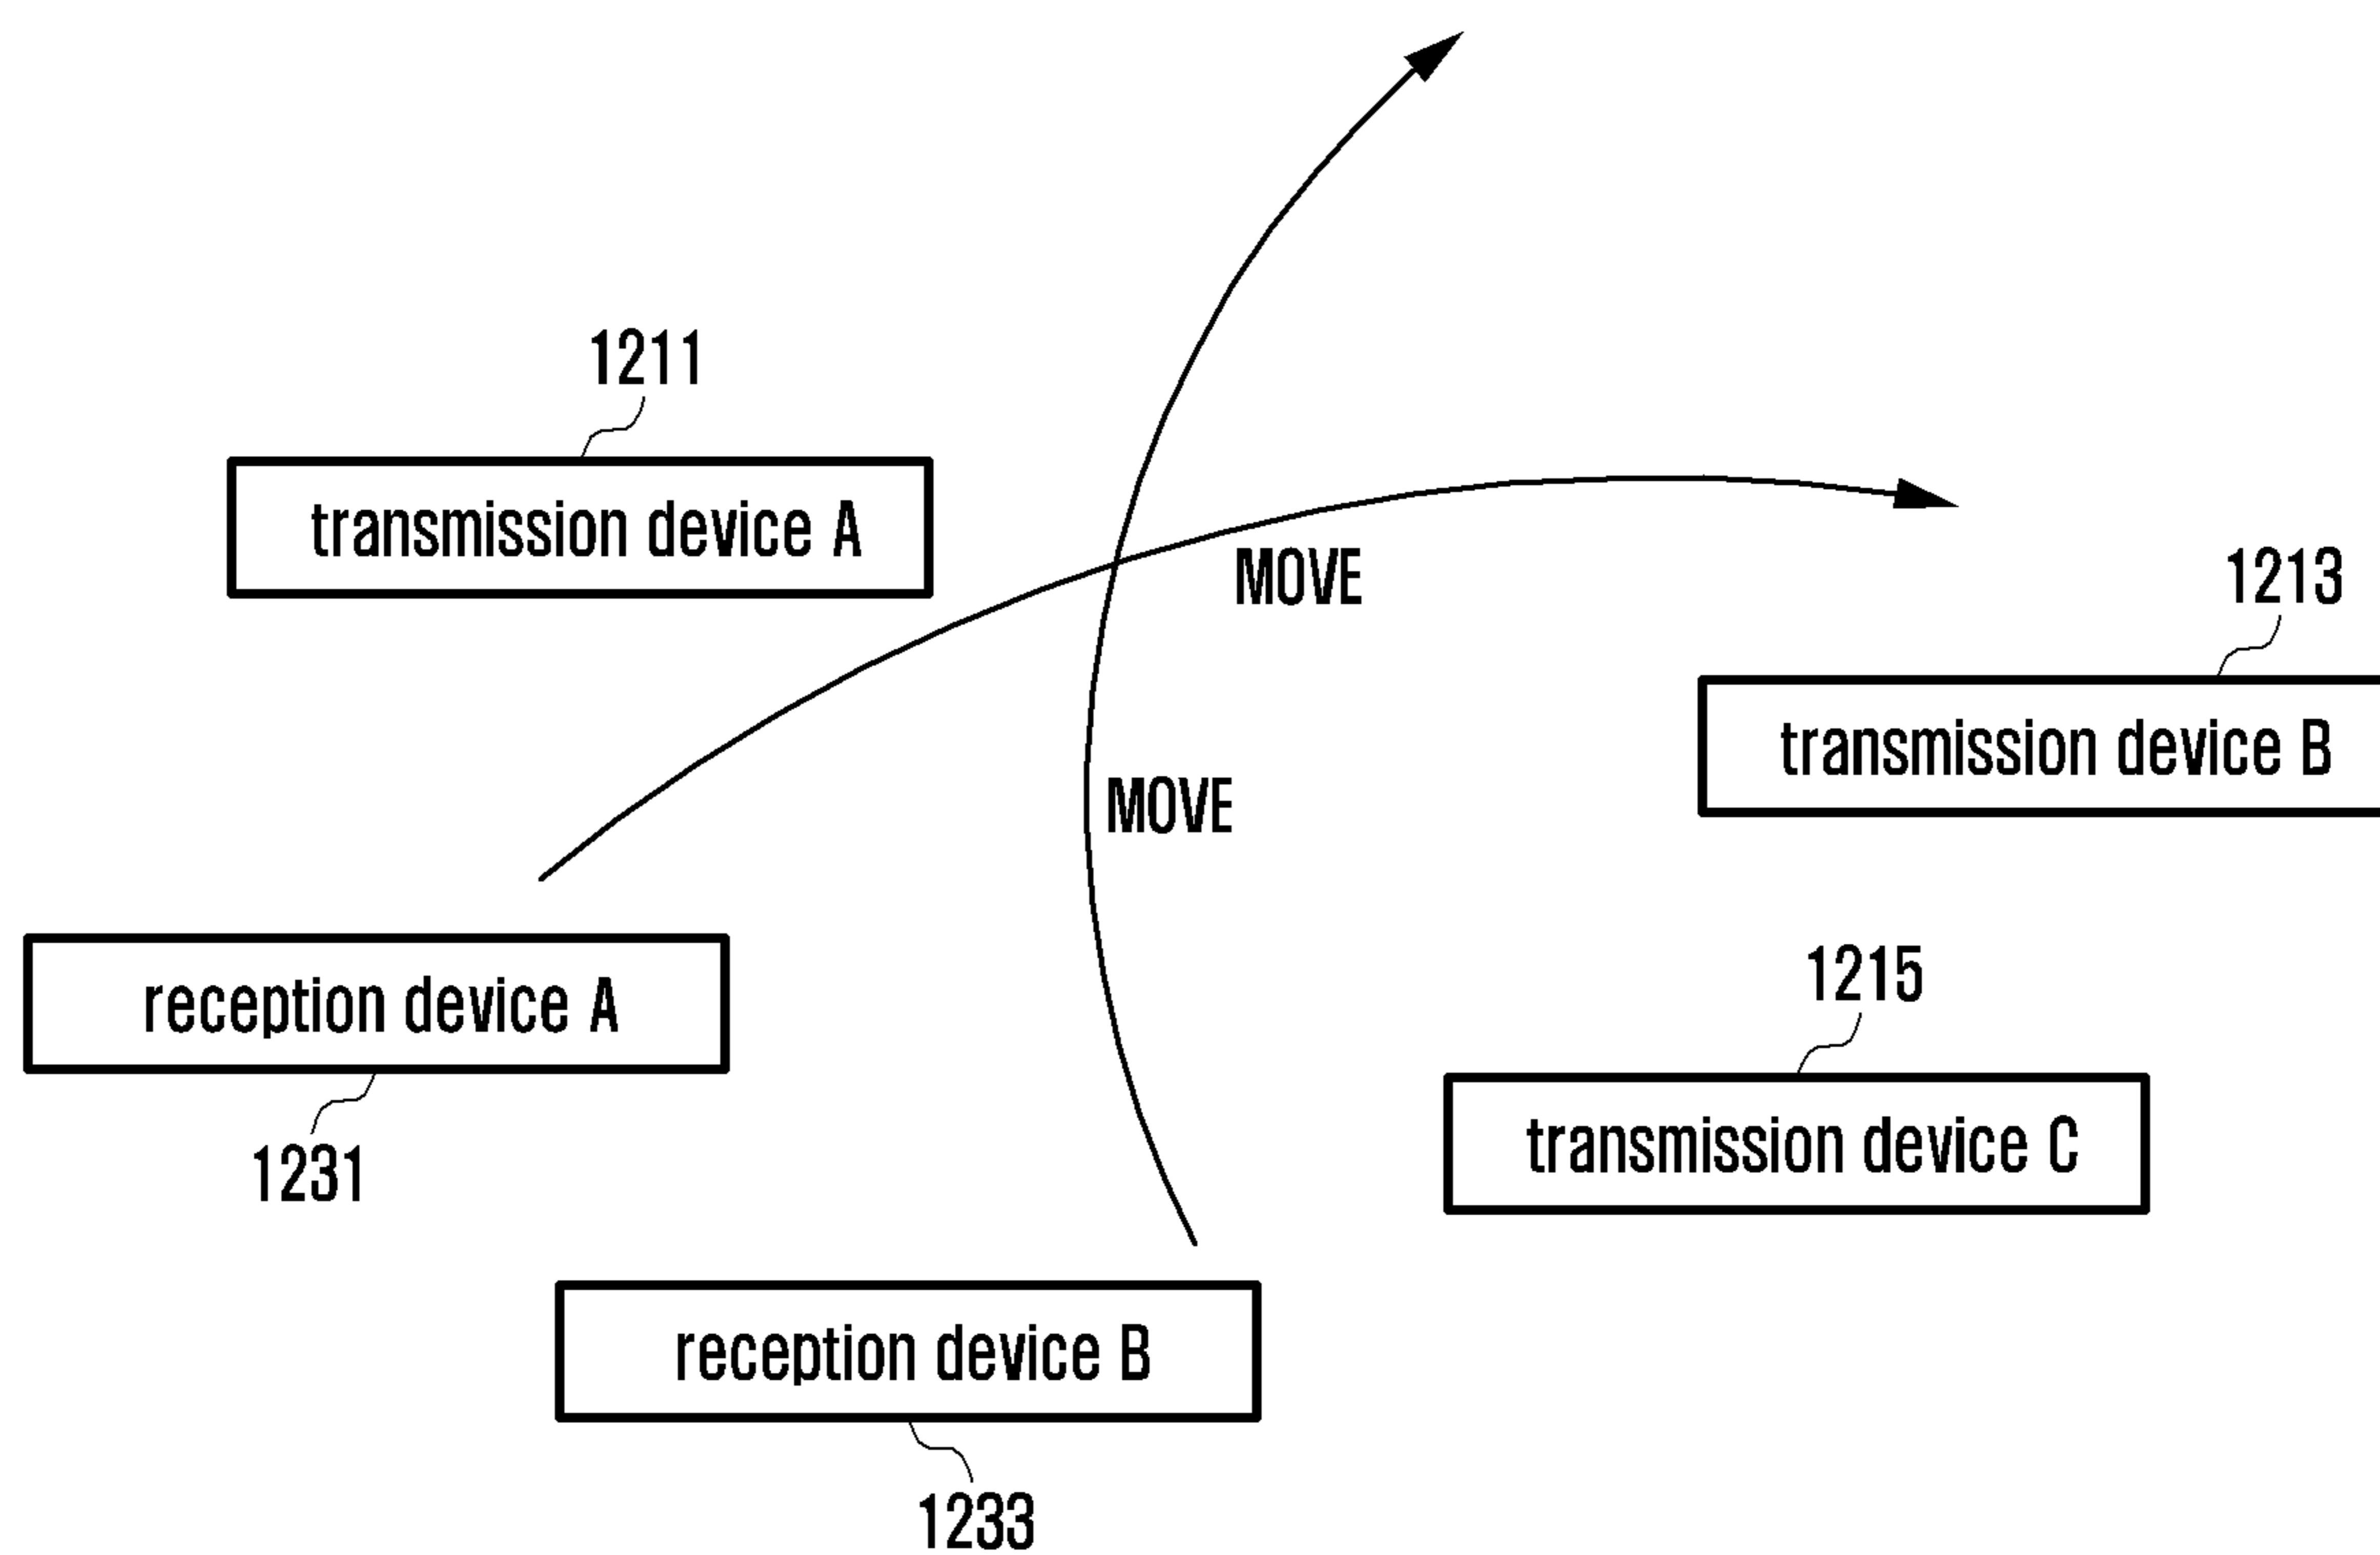 1211
transmission device A
MOVE
1213
transmission device B
MOVE
1215
reception device A
transmission device C
1231
reception device B
1233